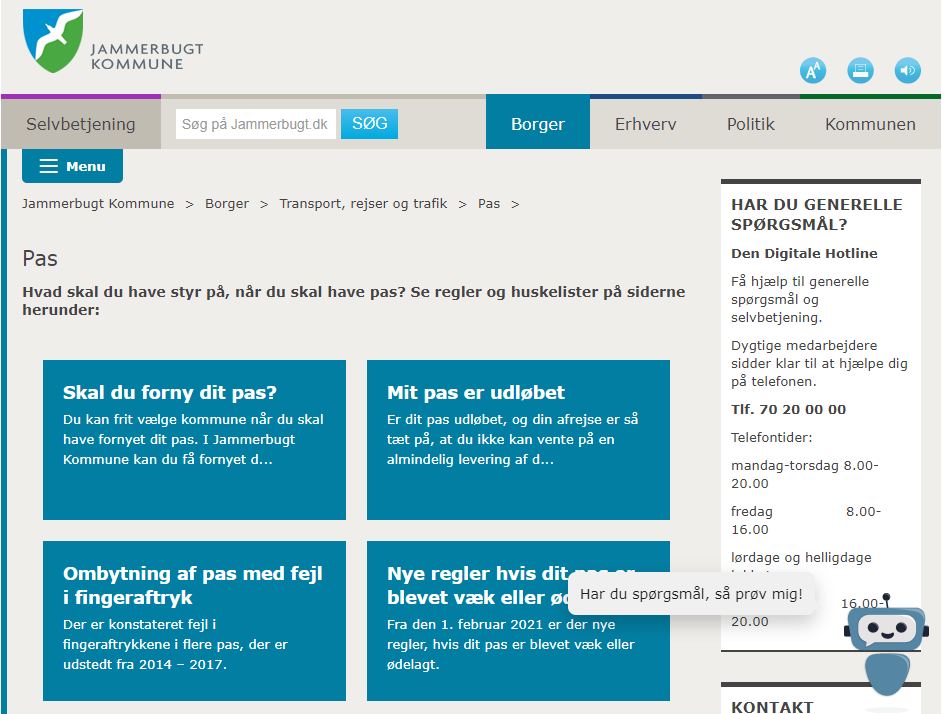 JAMMERBUGT
KOMMUNE
Selvbetjening
Søg på Jammerbugt.dk
SØG
Borger
Erhverv
Politik
Kommunen
Menu
Jammerbugt Kommune > Borger > Transport, rejser og trafik > Pas >
Pas
Hvad skal du have styr på, når du skal have pas? Se regler og huskelister på siderne
herunder:
Skal du forny dit pas?
Du kan frit vælge kommune når du skal
have fornyet dit pas. I Jammerbugt
Kommune kan du få fornyet d...
Mit pas er udløbet
Er dit pas udløbet, og din afrejse er så
tæt på, at du ikke kan vente på en
almindelig levering af d...
Ombytning af pas med fejl
i fingeraftryk
Der er konstateret fejl i
fingeraftrykkene i flere pas, der er
udstedt fra 2014 – 2017.
Nye regler hvis dit
blevet væk eller
Fra den 1. februar 2021 er der nye
regler, hvis dit pas er blevet væk eller
ødelagt.
HAR DU GENERELLE
SPØRGSMÅL?
Den Digitale Hotline
Få hjælp til generelle
spørgsmål og
selvbetjening.
Dygtige medarbejdere
sidder klar til at hjælpe dig
på telefonen.
Tlf. 70 20 00 00
Telefontider:
mandag-torsdag 8.00-
20.00
fredag 8.00-
16.00
lørdage og helligdage
Har du spørgsmål, så prøv mig!
16.00-
20.00
KONTAKT